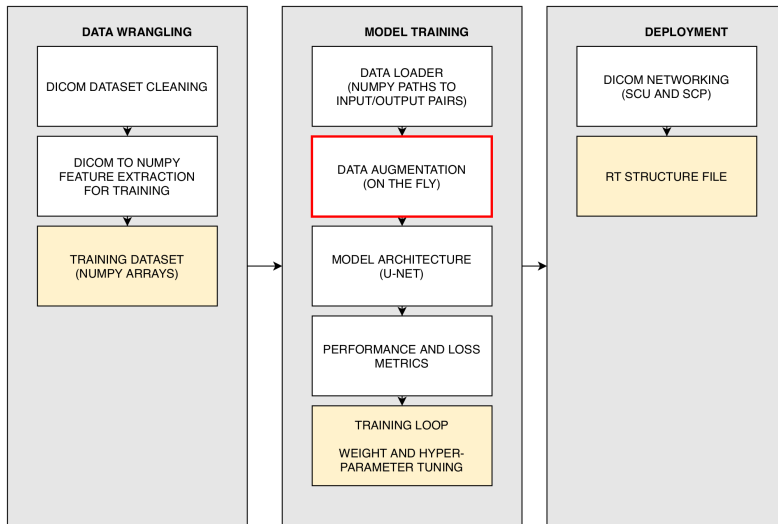 DATA WRANGLING
DICOM DATASET CLEANING
DICOM TO NUMPY
FEATURE EXTRACTION
FOR TRAINING
TRAINING DATASET
(NUMPY ARRAYS)
MODEL TRAINING
DATA LOADER
(NUMPY PATHS TO
INPUT/OUTPUT PAIRS)
DATA AUGMENTATION
(ON THE FLY)
MODEL ARCHITECTURE
(U-NET)
PERFORMANCE AND LOSS
METRICS
TRAINING LOOP
WEIGHT AND HYPER-
PARAMETER TUNING
DEPLOYMENT
DICOM NETWORKING
(SCU AND SCP)
RT STRUCTURE FILE